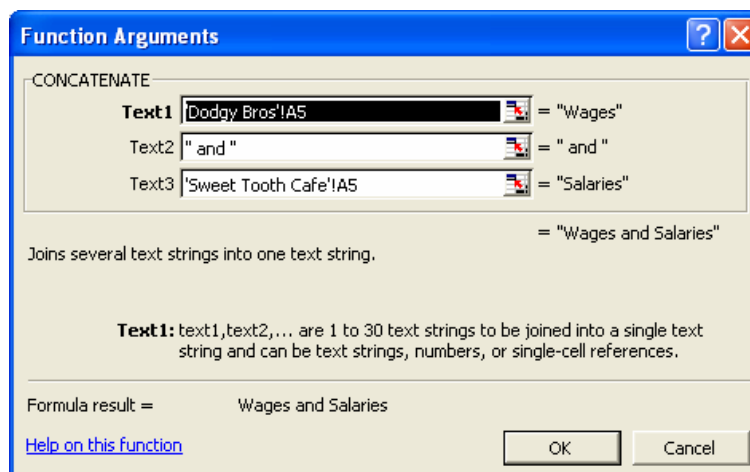 Function Arguments
CONCATENATE
Text1 'Dodgy Bros'!A5 = "Wages"
Text2 " and " = " and "
Text3 'Sweet Tooth Cafe'!A5 = "Salaries"
= "Wages and Salaries"
Joins several text strings into one text string.
Text1: text1,text2,... are 1 to 30 text strings to be joined into a single text
string and can be text strings, numbers, or single-cell references.
Formula result = Wages and Salaries
Help on this function OK Cancel